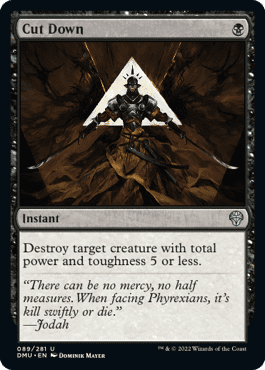 Cut Down
Instant
Destroy target creature with total
power and toughness 5 or less.
“There can be no mercy, no half
measures. When facing Phyrexians, it’s
kill swiftly or die.”
—Jodah
089/281 U
DMU • EN Dominik Mayer
™ & © 2022 Wizards of the Coast